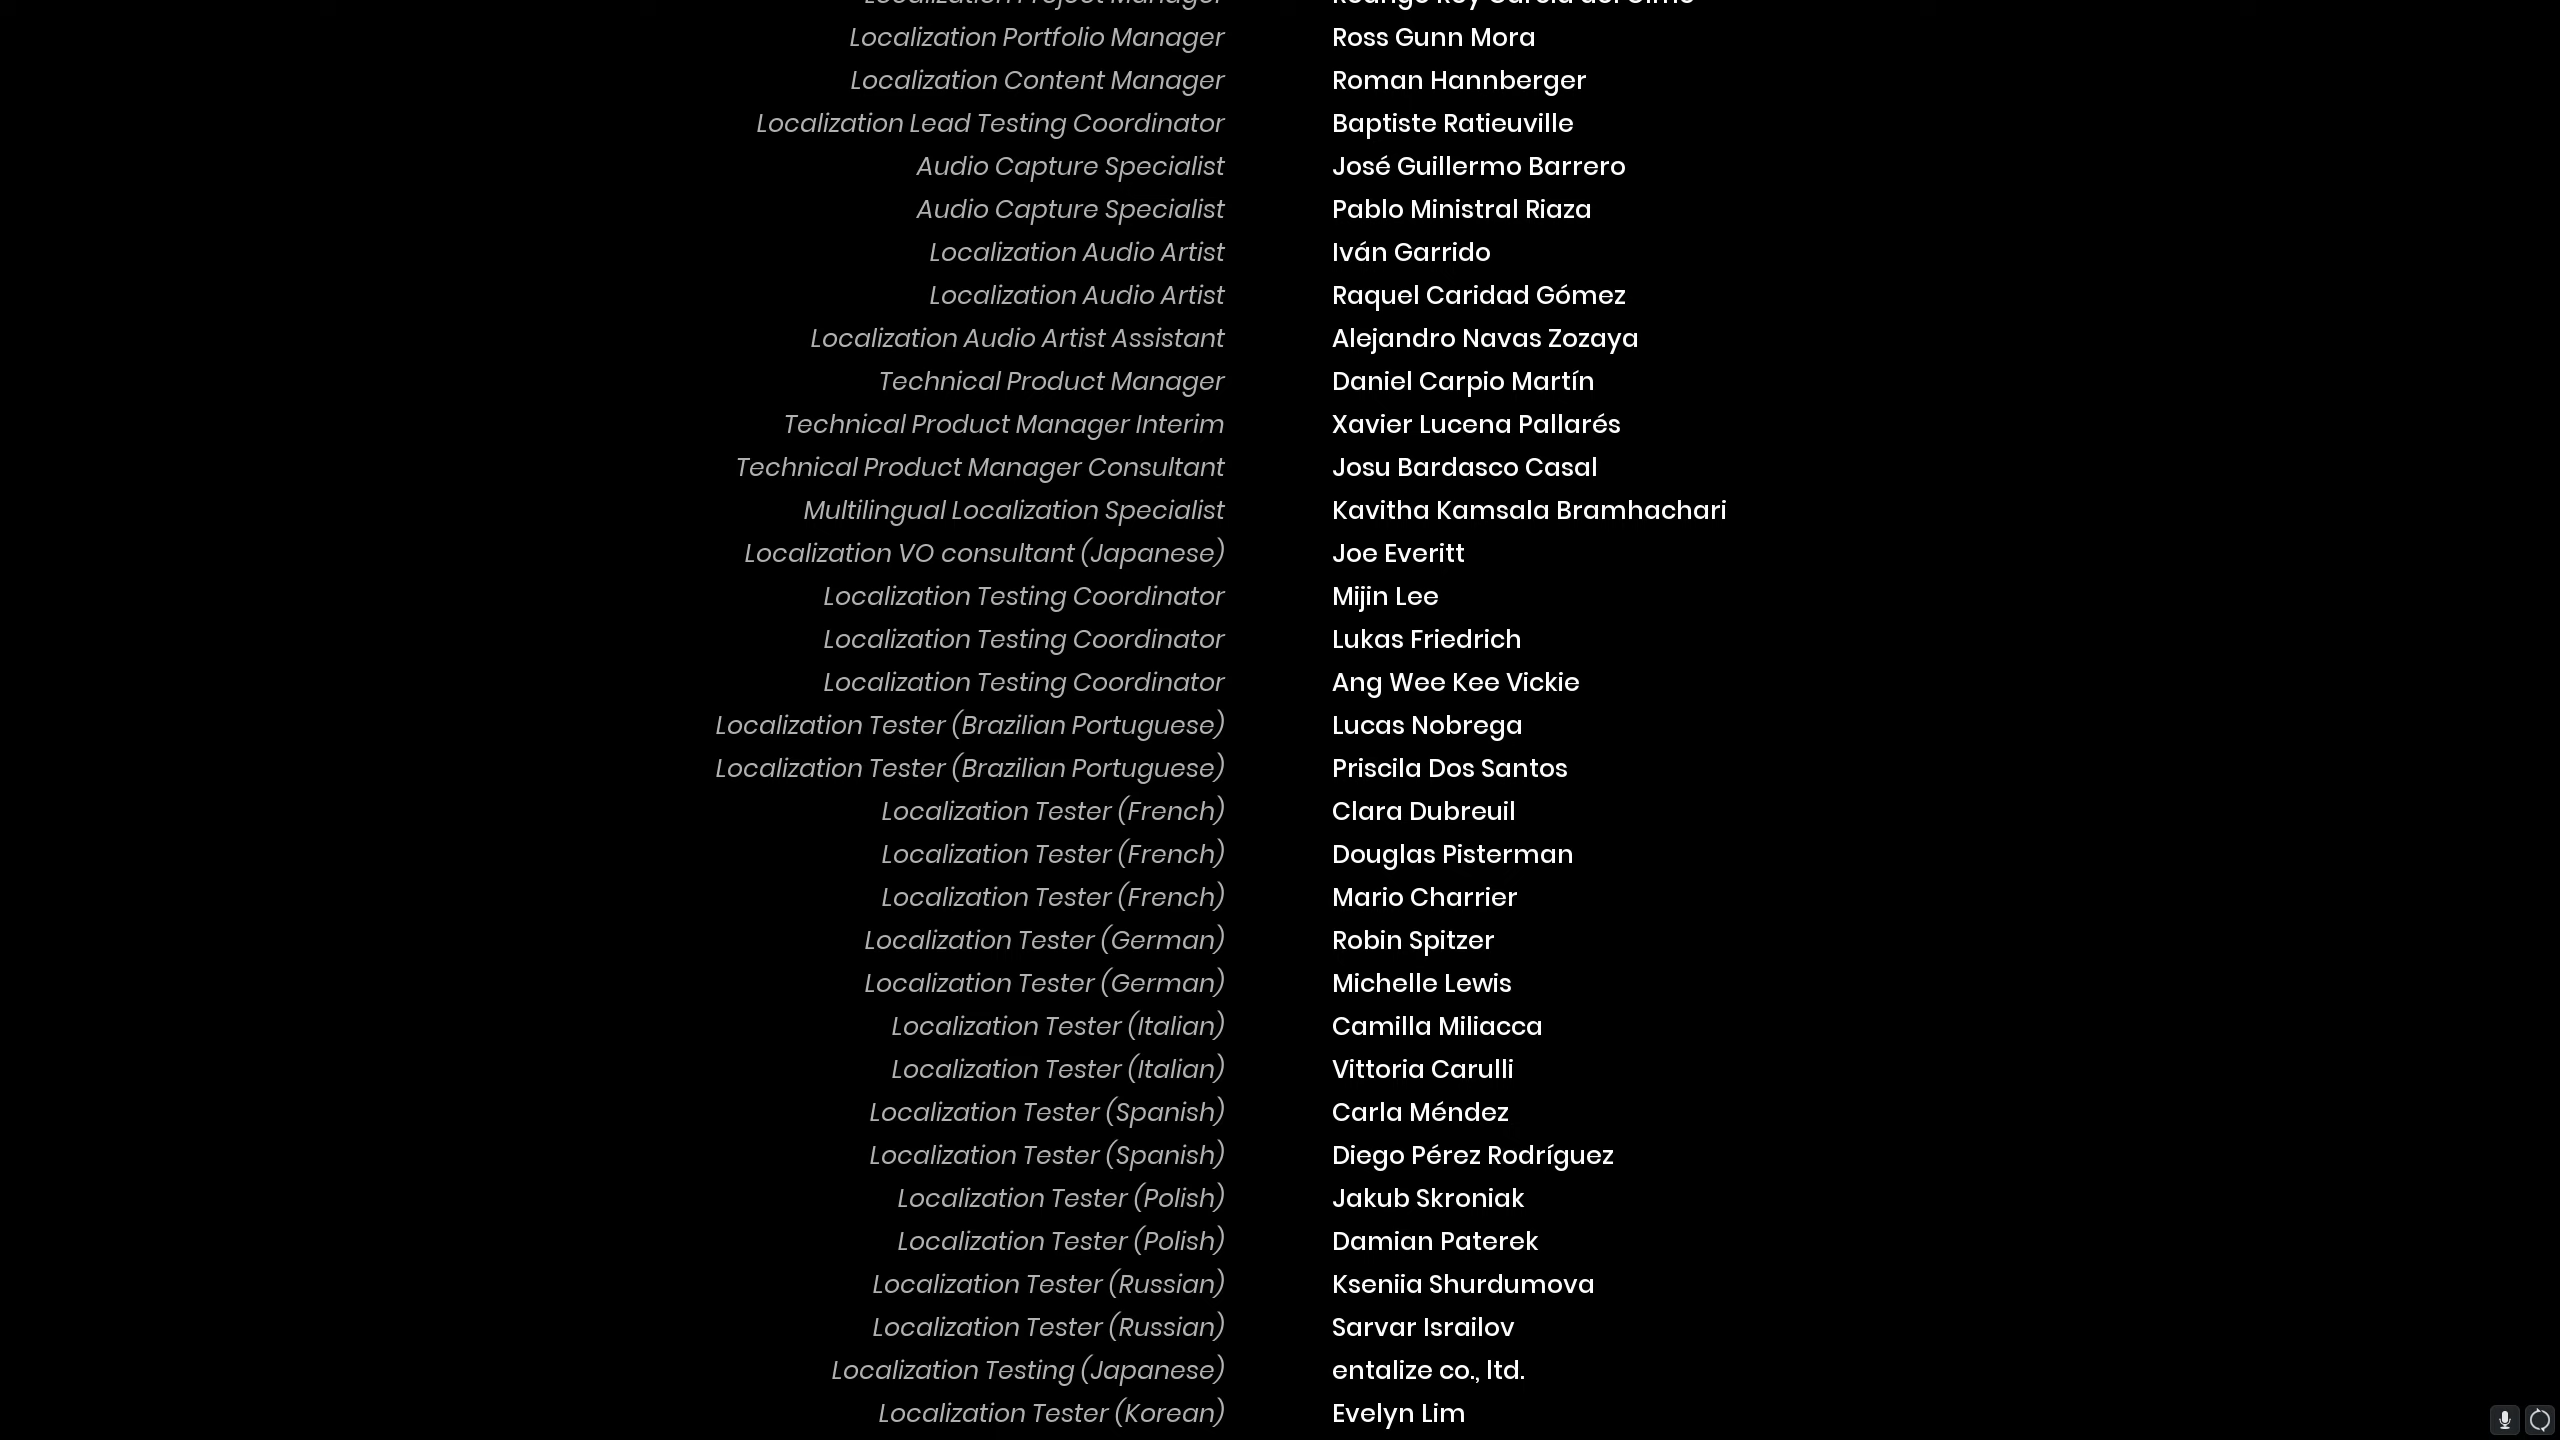 Localization Project Manager Rodrigo Rey García del Olmo
Localization Portfolio Manager Ross Gunn Mora
Localization Content Manager Roman Hannberger
Localization Lead Testing Coordinator Baptiste Ratieuville
Audio Capture Specialist José Guillermo Barrero
Audio Capture Specialist Pablo Ministral Riaza
Localization Audio Artist Iván Garrido
Localization Audio Artist Raquel Caridad Gómez
Localization Audio Artist Assistant Alejandro Navas Zozaya
Technical Product Manager Daniel Carpio Martín
Technical Product Manager Interim Xavier Lucena Pallarés
Technical Product Manager Consultant Josu Bardasco Casal
Multilingual Localization Specialist Kavitha Kamsala Bramhachari
Localization VO consultant (Japanese) Joe Everitt
Localization Testing Coordinator Mijin Lee
Localization Testing Coordinator Lukas Friedrich
Localization Testing Coordinator Ang Wee Kee Vickie
Localization Tester (Brazilian Portuguese) Lucas Nobrega
Localization Tester (Brazilian Portuguese) Priscila Dos Santos
Localization Tester (French) Clara Dubreuil
Localization Tester (French) Douglas Pisterman
Localization Tester (French) Mario Charrier
Localization Tester (German) Robin Spitzer
Localization Tester (German) Michelle Lewis
Localization Tester (Italian) Camilla Miliacca
Localization Tester (Italian) Vittoria Carulli
Localization Tester (Spanish) Carla Méndez
Localization Tester (Spanish) Diego Pérez Rodríguez
Localization Tester (Polish) Jakub Skroniak
Localization Tester (Polish) Damian Paterek
Localization Tester (Russian) Kseniia Shurdumova
Localization Tester (Russian) Sarvar Israilov
Localization Testing (Japanese) entalize co., ltd.
Localization Tester (Korean) Evelyn Lim